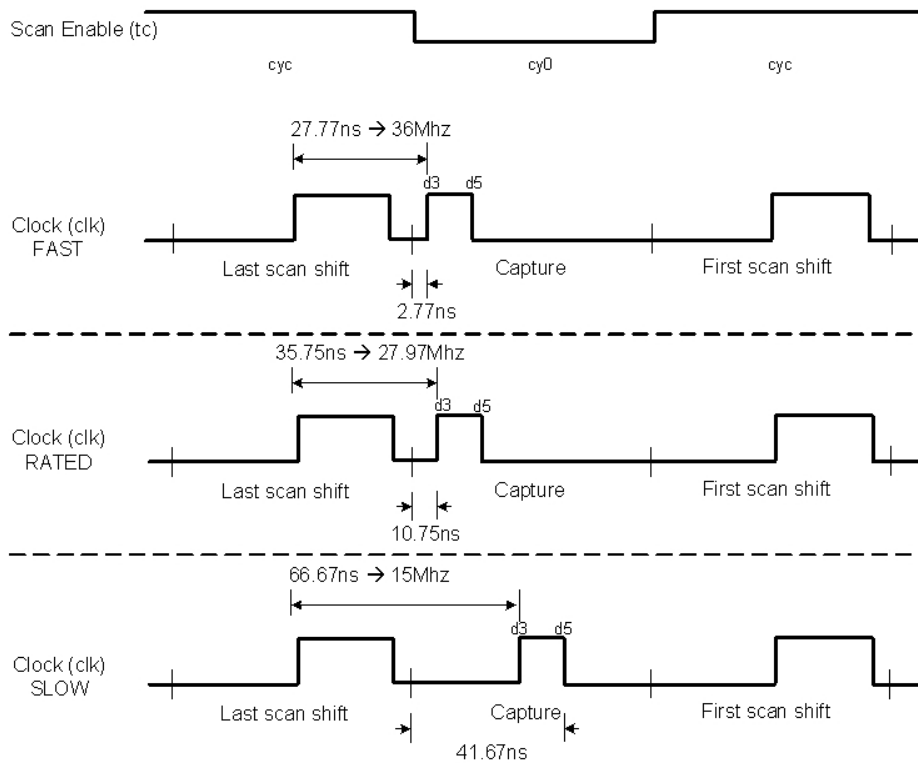 Scan Enable (tc)
cyc cy0 cyc
27.77ns → 36Mhz
d3 d5
Clock (clk)
FAST
Last scan shift Capture First scan shift
2.77ns
35.75ns → 27.97Mhz
d3 d5
Clock (clk)
RATED
Last scan shift Capture First scan shift
10.75ns
66.67ns → 15Mhz
d3 d5
Clock (clk)
SLOW
Last scan shift Capture First scan shift
41.67ns